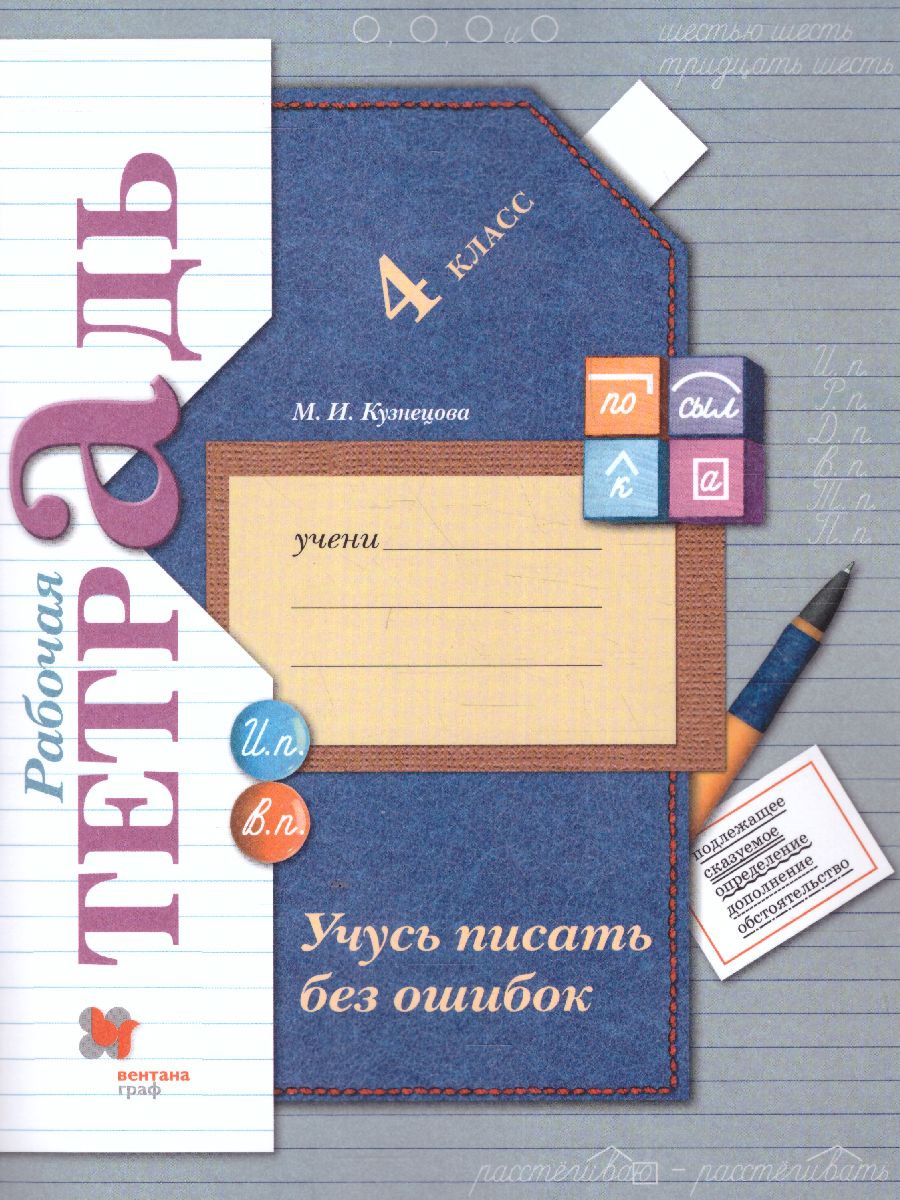 О, О, О и О
шестью шесть
тридцать шесть
4 КЛАСС
М. И. Кузнецова
по
сыл
к
а
И. п.
Р. п.
Д. п.
В. п.
Т. п.
П. п.
учени
Рабочая
ТЕТРАДЬ
И.п.
В.п.
подлежащее
сказуемое
определение
дополнение
обстоятельство
Учусь писать
без ошибок
вентана
граф
расстёгиваю – расстёгивать